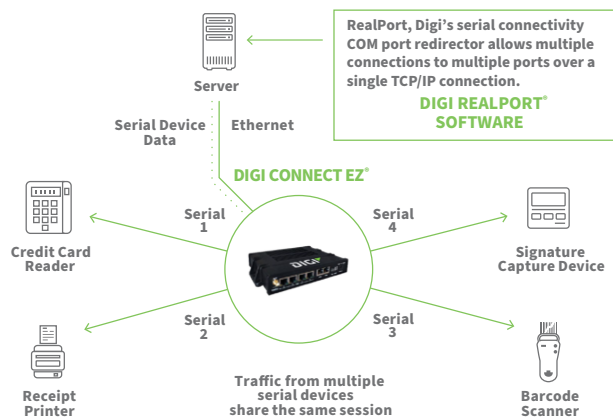 RealPort, Digi's serial connectivity
COM port redirector allows multiple
connections to multiple ports over a
single TCP/IP connection.
DIGI REALPORT®
SOFTWARE
Server
Serial Device
Data
Ethernet
DIGI CONNECT EZ®
Serial
1
Serial
4
Credit Card
Reader
DIGI
Signature
Capture Device
Serial
2
Serial
3
Receipt
Printer
Traffic from multiple
serial devices
share the same session
Barcode
Scanner